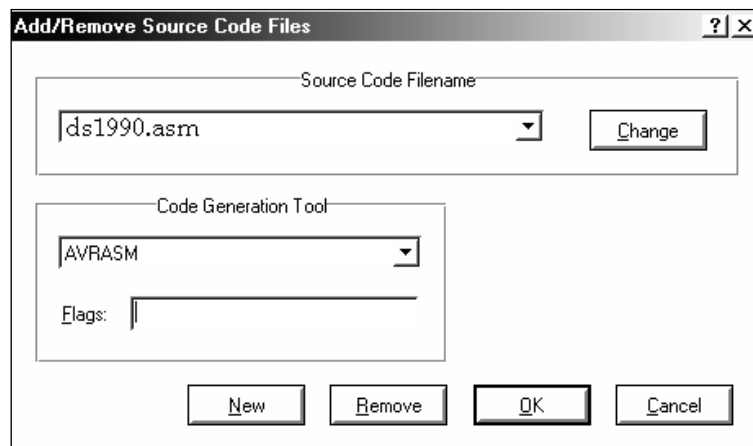 Add/Remove Source Code Files
Source Code Filename
ds1990.asm
Change
Code Generation Tool
AVRASM
Flags:
New
Remove
OK
Cancel